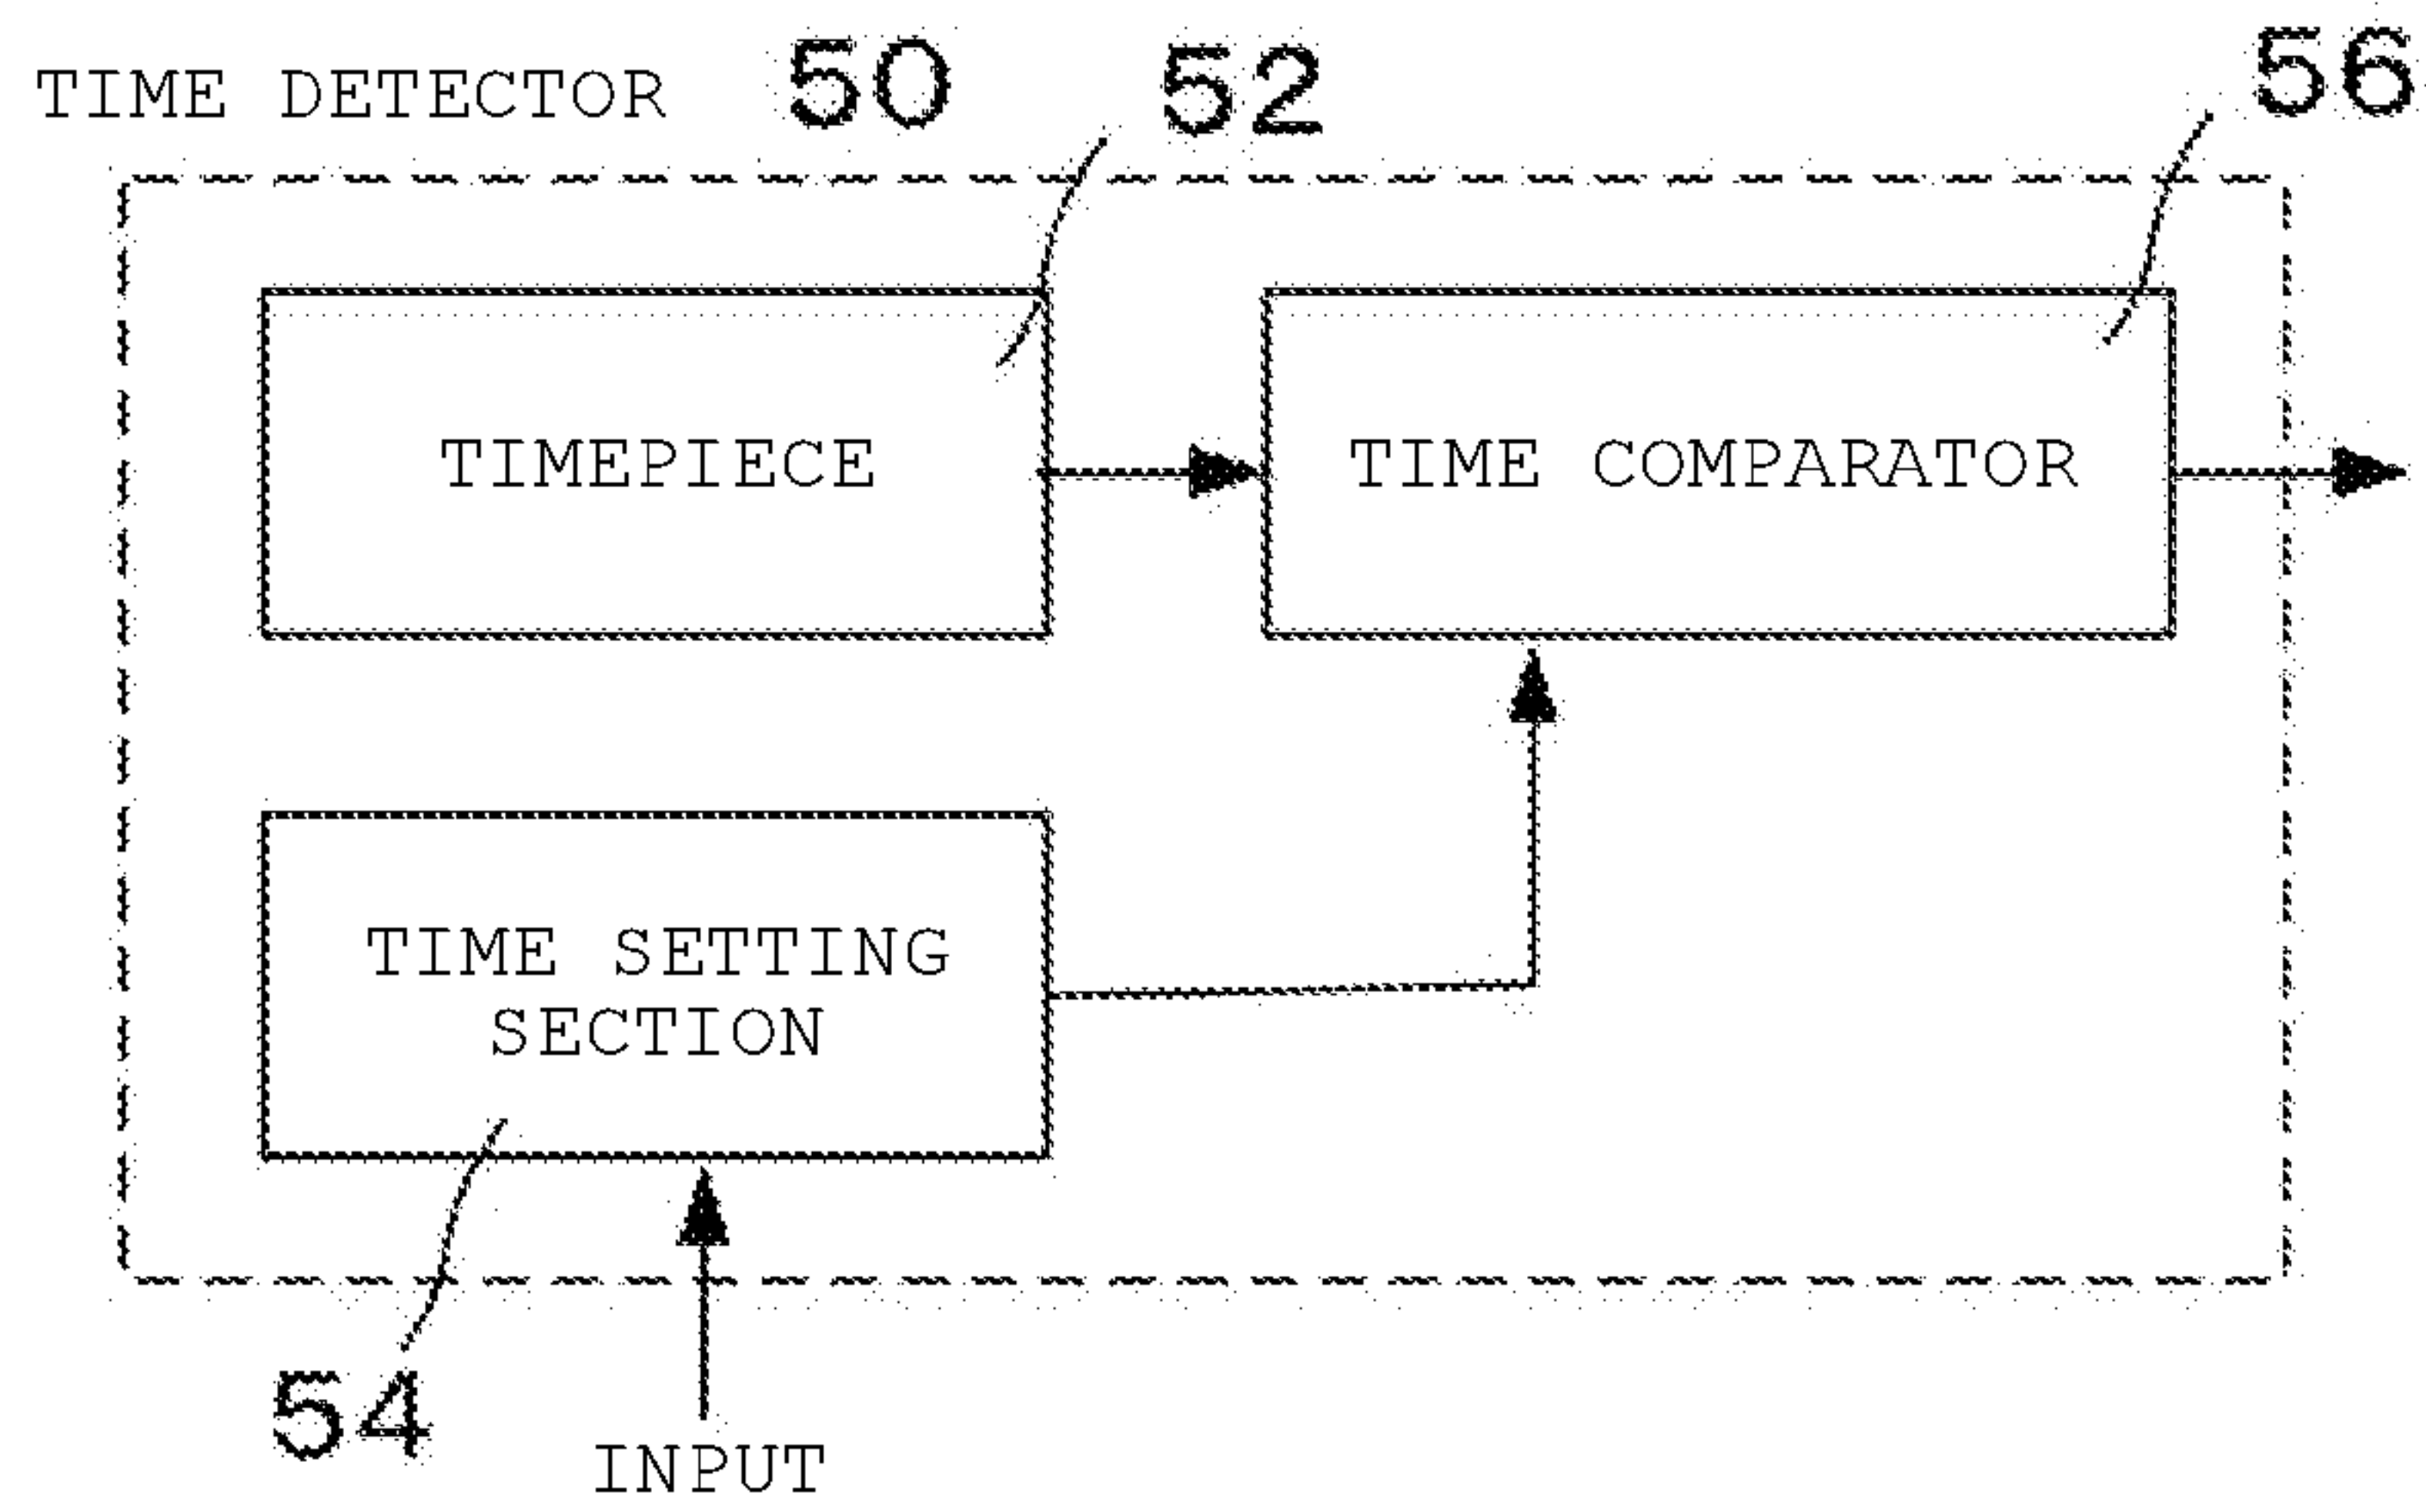 TIME DETECTOR 50 52 56
TIMEPIECE
TIME COMPARATOR
TIME SETTING
SECTION
54
INPUT